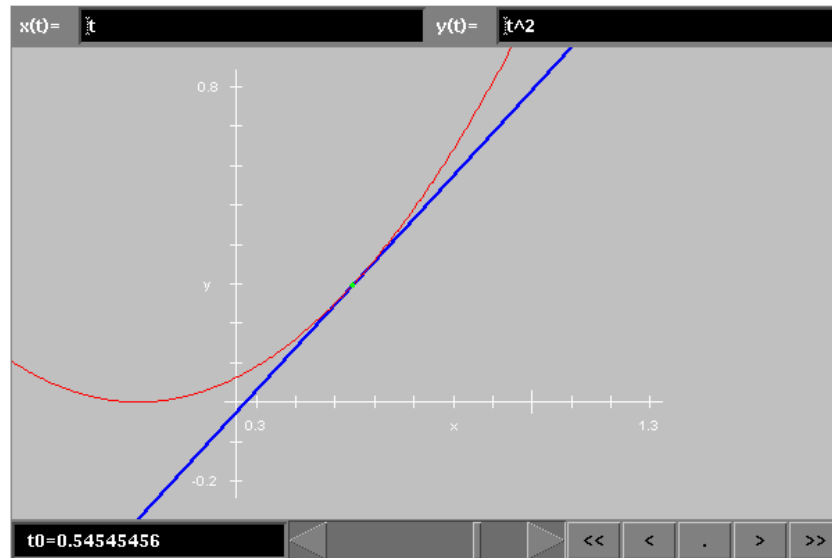 x(t)= t y(t)= t^2
0.8
y
0.3 x 1.3
-0.2
t0=0.54545456 << < . > >>